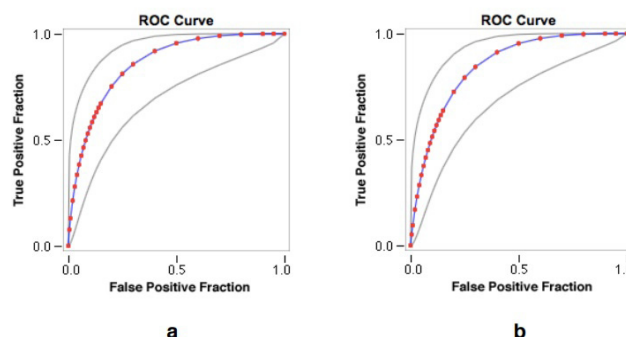 ROC Curve
True Positive Fraction
1.0
0.5
0.0
0.0 0.5 1.0
False Positive Fraction
a
ROC Curve
True Positive Fraction
1.0
0.5
0.0
0.0 0.5 1.0
False Positive Fraction
b